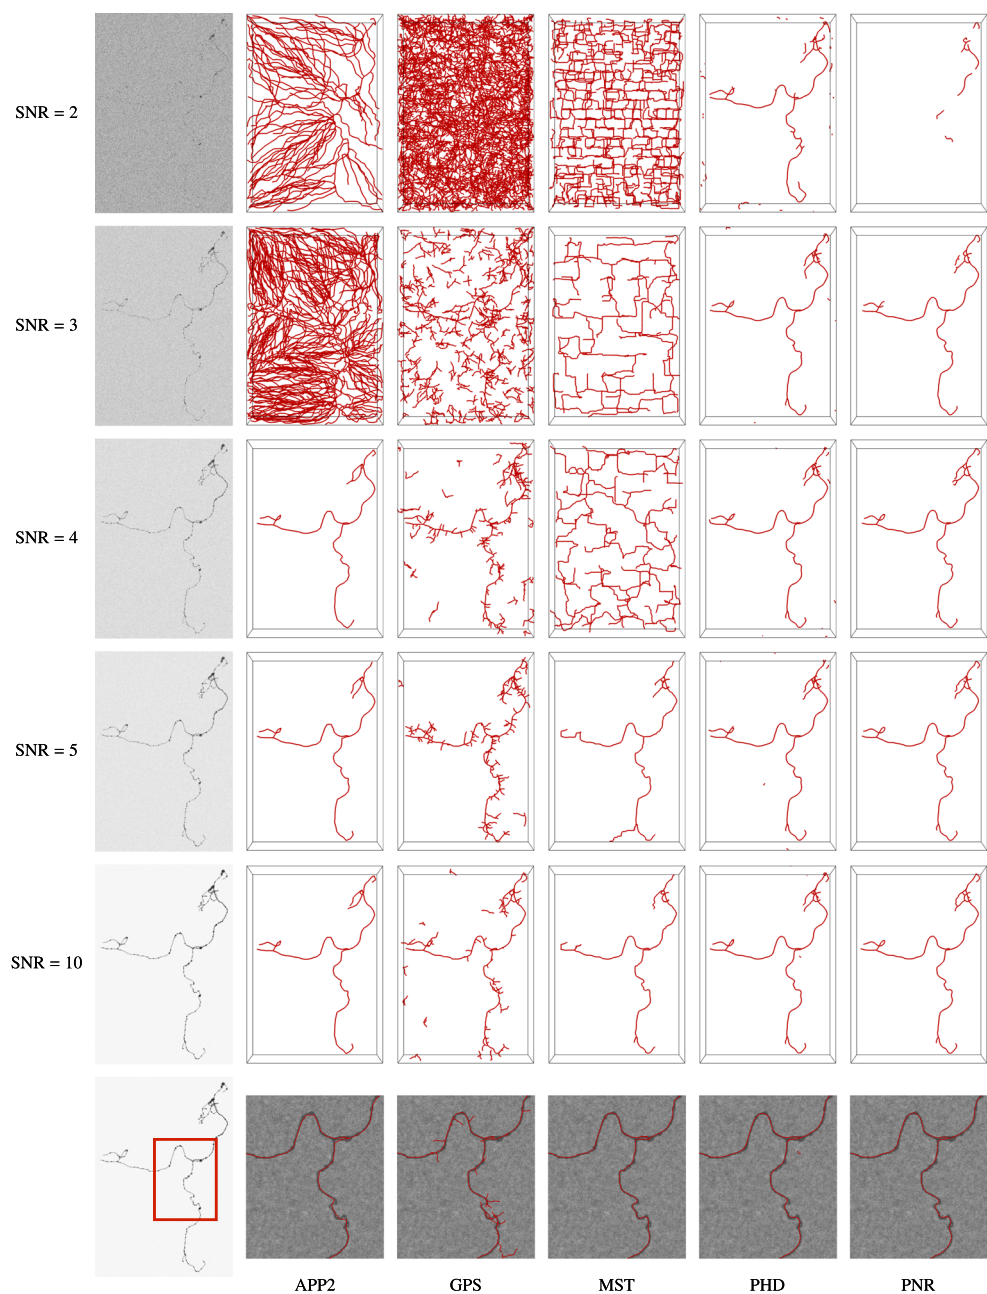 SNR = 2
SNR = 3
SNR = 4
SNR = 5
SNR = 10
APP2 GPS MST PHD PNR